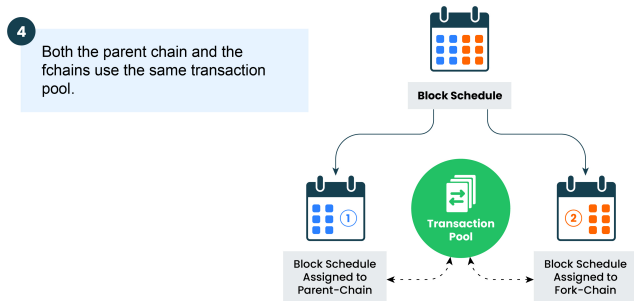 4
Both the parent chain and the
fchains use the same transaction
pool.
Block Schedule
1
Transaction
Pool
2
Block Schedule
Assigned to
Parent-Chain
Block Schedule
Assigned to
Fork-Chain